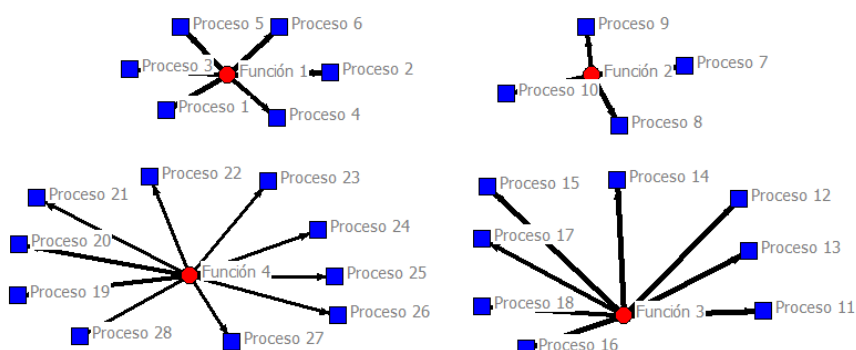 Proceso 5
Proceso 6
Proceso 3
Función 1
Proceso 2
Proceso 1
Proceso 4
Proceso 9
Función 2
Proceso 7
Proceso 10
Proceso 8
Proceso 21
Proceso 22
Proceso 23
Proceso 20
Proceso 24
Proceso 19
Función 4
Proceso 25
Proceso 28
Proceso 27
Proceso 26
Proceso 15
Proceso 14
Proceso 12
Proceso 17
Proceso 13
Proceso 18
Función 3
Proceso 11
Proceso 16